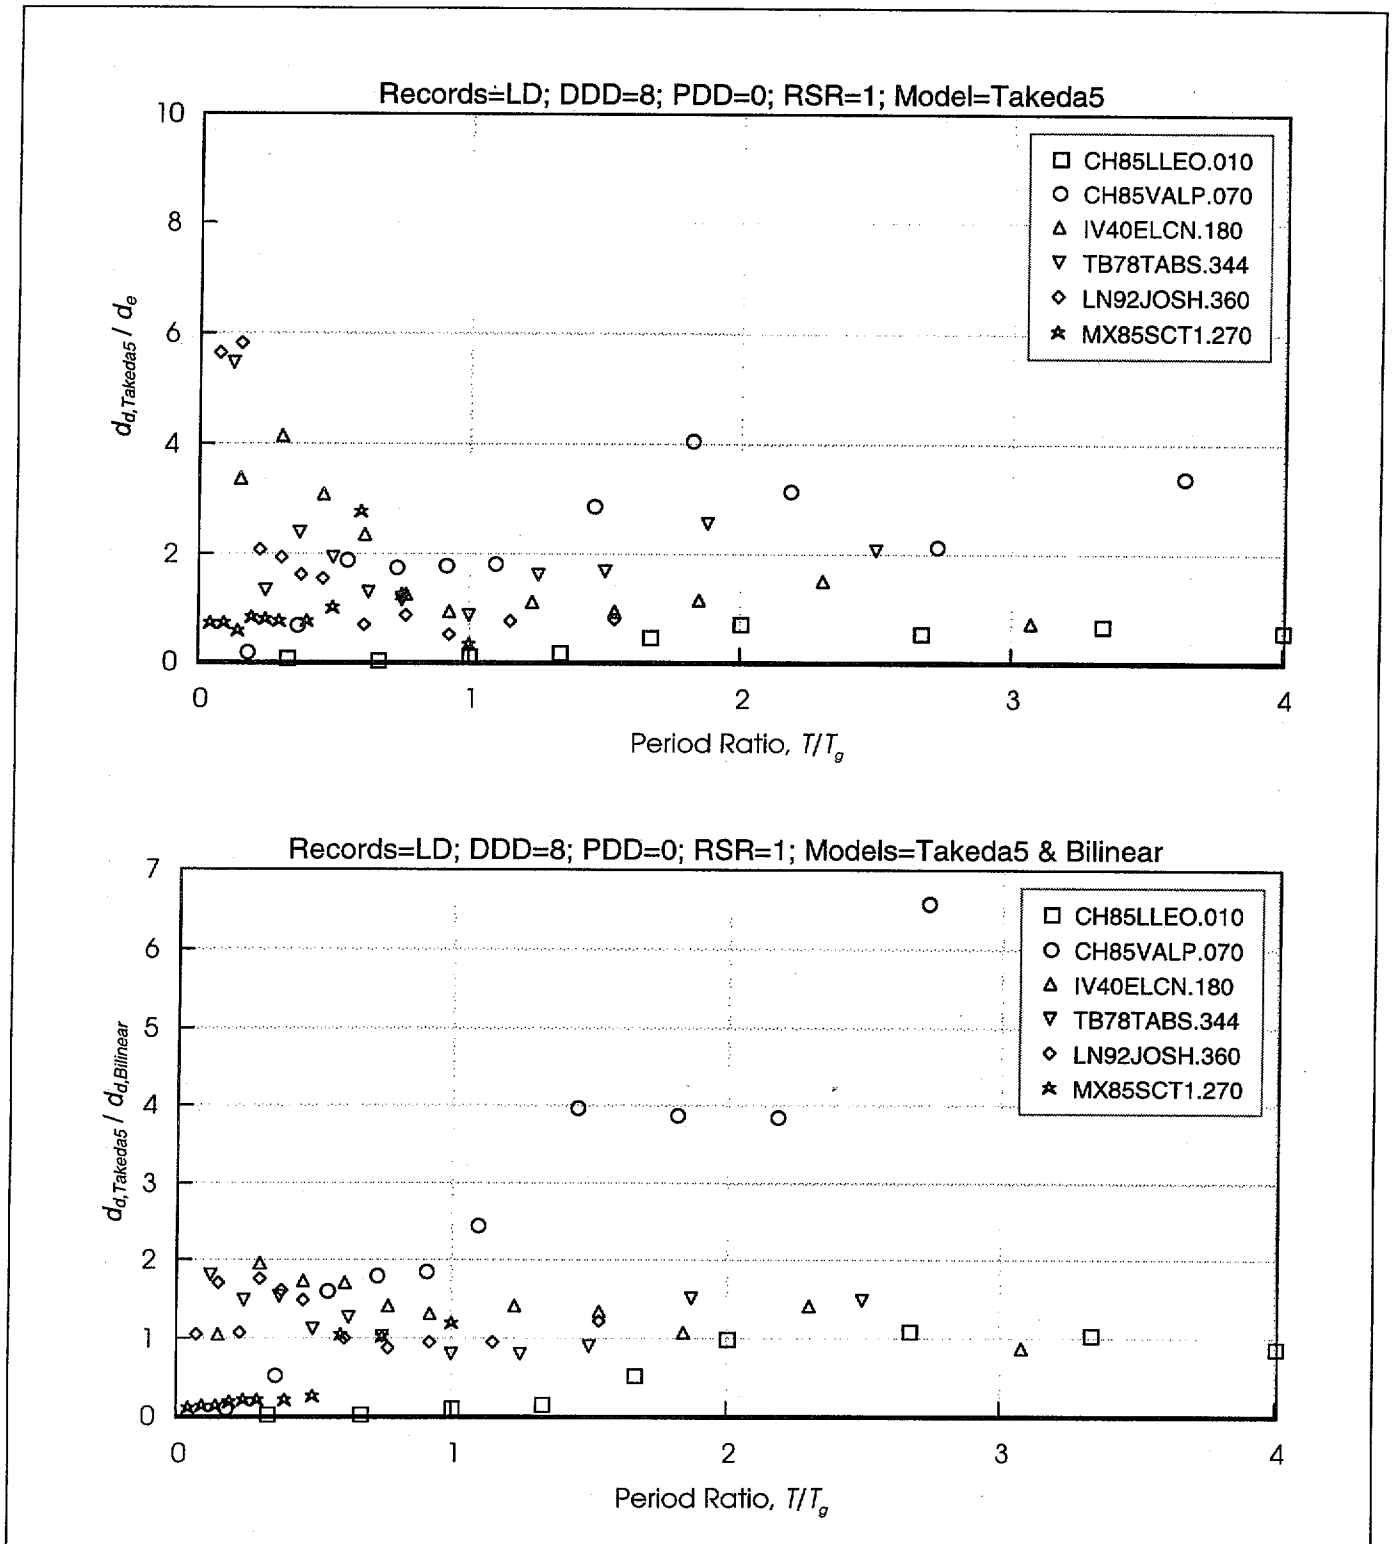 Records=LD; DDD=8; PDD=0; RSR=1; Model=Takeda5
10
8
6
4
2
0
d_d,Takeda5 / d_e
CH85LLEO.010
CH85VALP.070
IV40ELCN.180
TB78TABS.344
LN92JOSH.360
MX85SCT1.270
0 1 2 3 4
Period Ratio, T/T_g
Records=LD; DDD=8; PDD=0; RSR=1; Models=Takeda5 & Bilinear
7
6
5
4
3
2
1
0
d_d,Takeda5 / d_d,Bilinear
CH85LLEO.010
CH85VALP.070
IV40ELCN.180
TB78TABS.344
LN92JOSH.360
MX85SCT1.270
0 1 2 3 4
Period Ratio, T/T_g